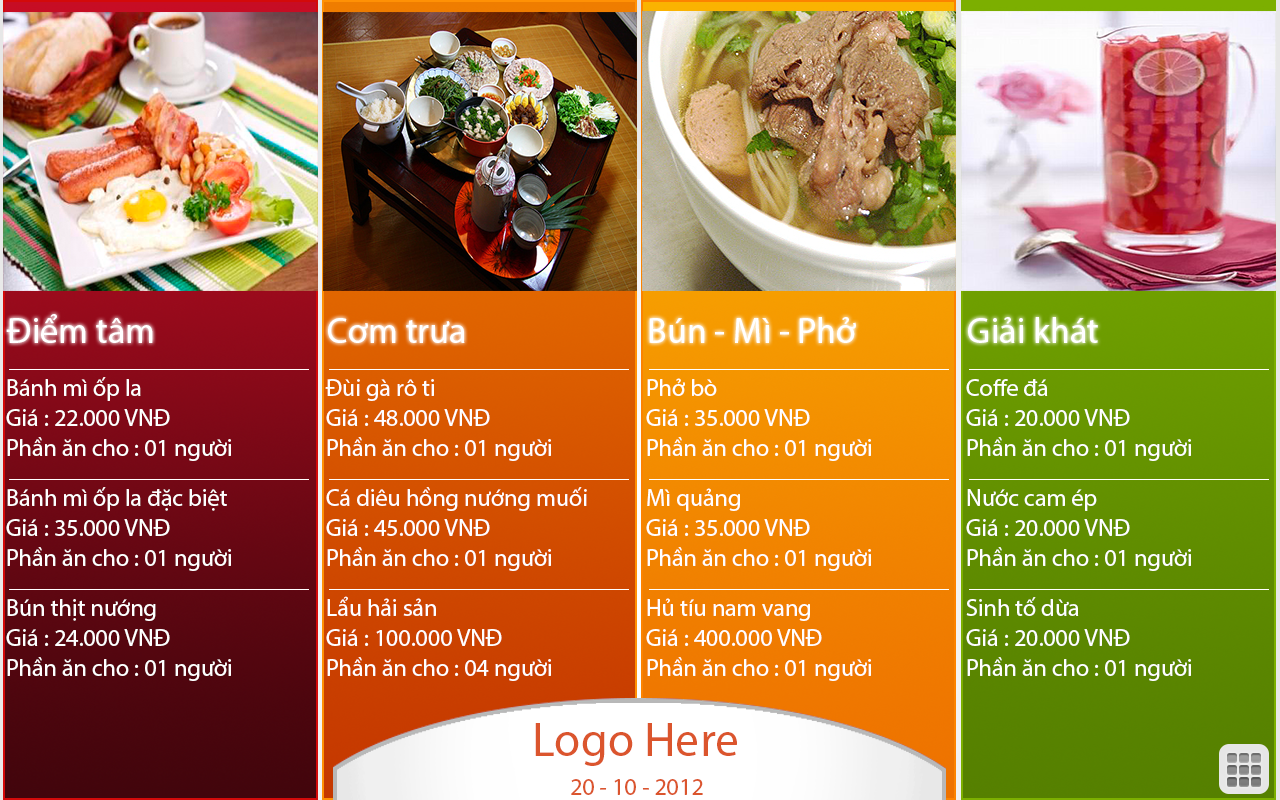 Điểm tâm
Bánh mì ốp la
Giá : 22.000 VNĐ
Phần ăn cho : 01 người
Bánh mì ốp la đặc biệt
Giá : 35.000 VNĐ
Phần ăn cho : 01 người
Bún thịt nướng
Giá : 24.000 VNĐ
Phần ăn cho : 01 người
Cơm trưa
Đùi gà rô ti
Giá : 48.000 VNĐ
Phần ăn cho : 01 người
Cá diêu hồng nướng muối
Giá : 45.000 VNĐ
Phần ăn cho : 01 người
Lẩu hải sản
Giá : 100.000 VNĐ
Phần ăn cho : 04 người
Bún - Mì - Phở
Phở bò
Giá : 35.000 VNĐ
Phần ăn cho : 01 người
Mì quảng
Giá : 35.000 VNĐ
Phần ăn cho : 01 người
Hủ tíu nam vang
Giá : 400.000 VNĐ
Phần ăn cho : 01 người
Giải khát
Coffe đá
Giá : 20.000 VNĐ
Phần ăn cho : 01 người
Nước cam ép
Giá : 20.000 VNĐ
Phần ăn cho : 01 người
Sinh tố dừa
Giá : 20.000 VNĐ
Phần ăn cho : 01 người
Logo Here
20 - 10 - 2012